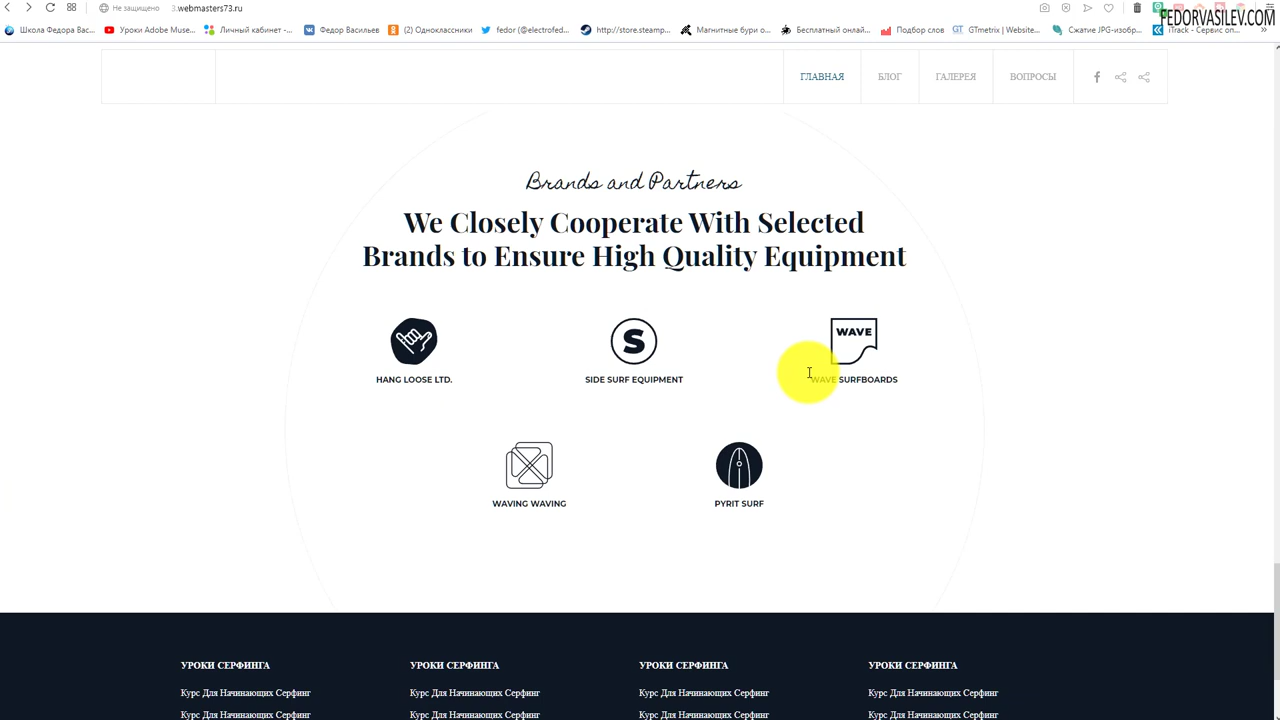 Не защищено 3.webmasters73.ru
FEDORVASILEV.COM
Школа Федора Вас... Уроки Adobe Muse... Личный кабинет -... Федор Васильев (2) Одноклассники fedor (@electrofed... http://store.steamp... Магнитные бури о... Бесплатный онлай... Подбор слов GTmetrix | Website... Сжатие JPG-изобр... iTrack - Сервис оп... »
ГЛАВНАЯ БЛОГ ГАЛЕРЕЯ ВОПРОСЫ
Brands and Partners
We Closely Cooperate With Selected
Brands to Ensure High Quality Equipment
S WAVE
HANG LOOSE LTD. SIDE SURF EQUIPMENT WAVE SURFBOARDS
WAVING WAVING PYRIT SURF
УРОКИ СЕРФИНГА УРОКИ СЕРФИНГА УРОКИ СЕРФИНГА УРОКИ СЕРФИНГА
Курс Для Начинающих Серфинг Курс Для Начинающих Серфинг Курс Для Начинающих Серфинг Курс Для Начинающих Серфинг
Курс Для Начинающих Серфинг Курс Для Начинающих Серфинг Курс Для Начинающих Серфинг Курс Для Начинающих Серфинг